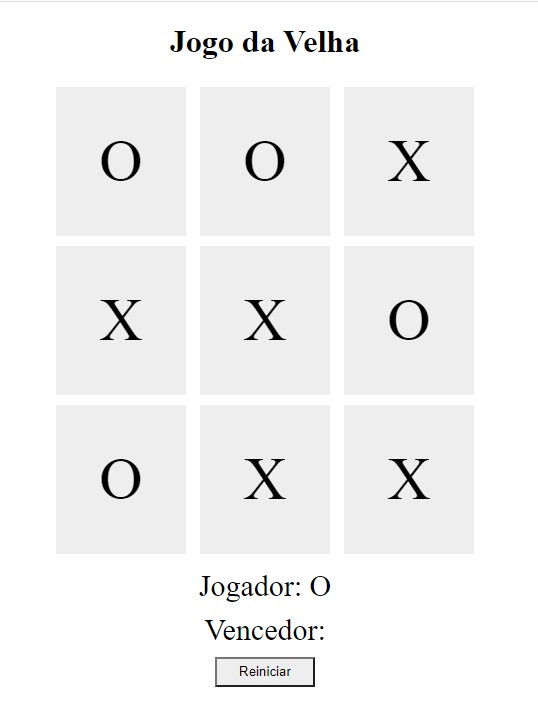 Jogo da Velha
O O X
X X O
O X X
Jogador: O
Vencedor:
Reiniciar